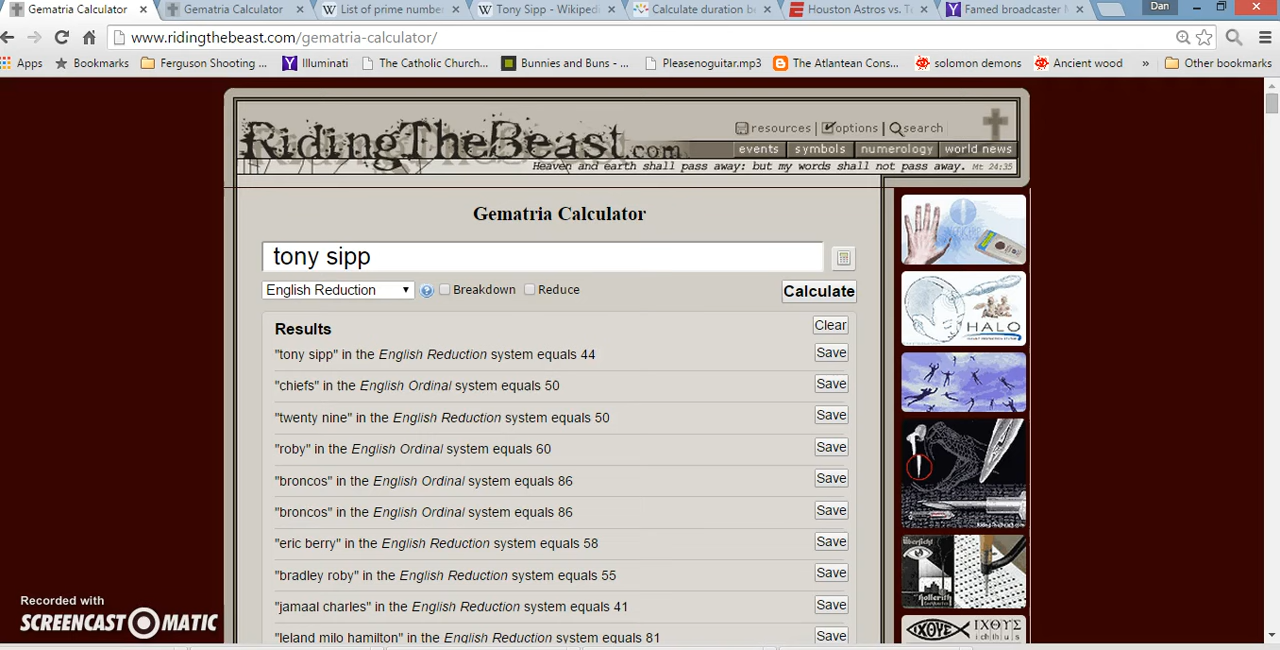 Gematria Calculator
Gematria Calculator
List of prime numbe
Tony Sipp - Wikiped
Calculate duration be
Houston Astros vs. Te
Famed broadcaster M
Dan
www.ridingthebeast.com/gematria-calculator/
Apps
Bookmarks
Ferguson Shooting ...
Illuminati
The Catholic Church...
Bunnies and Buns - ...
Pleasenoguitar.mp3
The Atlantean Cons...
solomon demons
Ancient wood
»
Other bookmarks
RidingTheBeast.com
resources | options | search
events
symbols
numerology
world news
Heaven and earth shall pass away: but my words shall not pass away. Mt 24:35
Gematria Calculator
tony sipp
English Reduction
Breakdown
Reduce
Calculate
Results
Clear
"tony sipp" in the English Reduction system equals 44
Save
"chiefs" in the English Ordinal system equals 50
Save
"twenty nine" in the English Reduction system equals 50
Save
"roby" in the English Ordinal system equals 60
Save
"broncos" in the English Ordinal system equals 86
Save
"broncos" in the English Ordinal system equals 86
Save
"eric berry" in the English Reduction system equals 58
Save
"bradley roby" in the English Reduction system equals 55
Save
"jamaal charles" in the English Reduction system equals 41
Save
"leland milo hamilton" in the English Reduction system equals 81
Save
HALO
ΙΧΘΥΣ
ichthus
Recorded with
SCREENCAST-O-MATIC